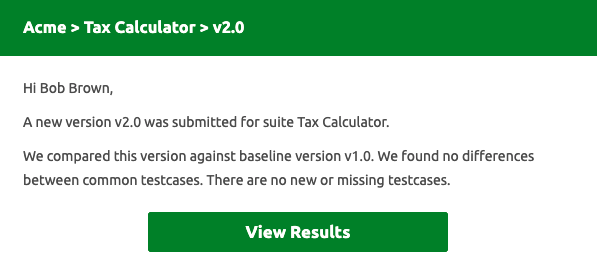 Acme > Tax Calculator > v2.0
Hi Bob Brown,
A new version v2.0 was submitted for suite Tax Calculator.
We compared this version against baseline version v1.0. We found no differences
between common testcases. There are no new or missing testcases.
View Results